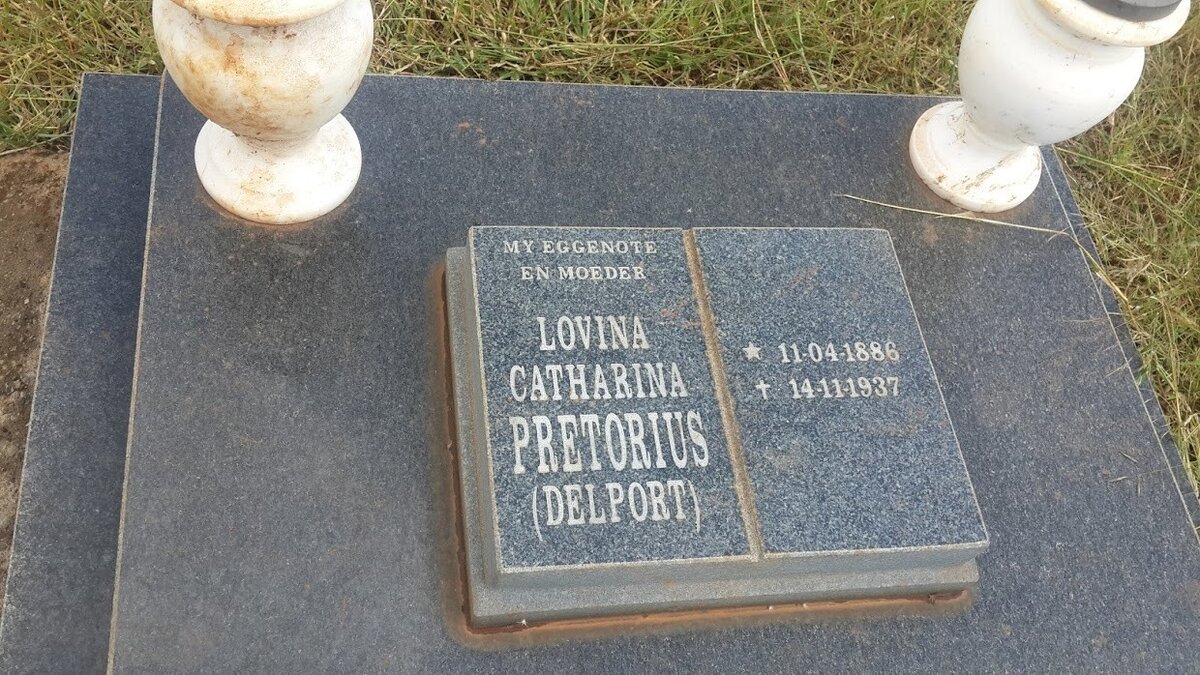 MY EGGENOTE
EN MOEDER
LOVINA
CATHARINA
PRETORIUS
(DELPORT)
★ 11-04-1886
✝ 14-11-1937